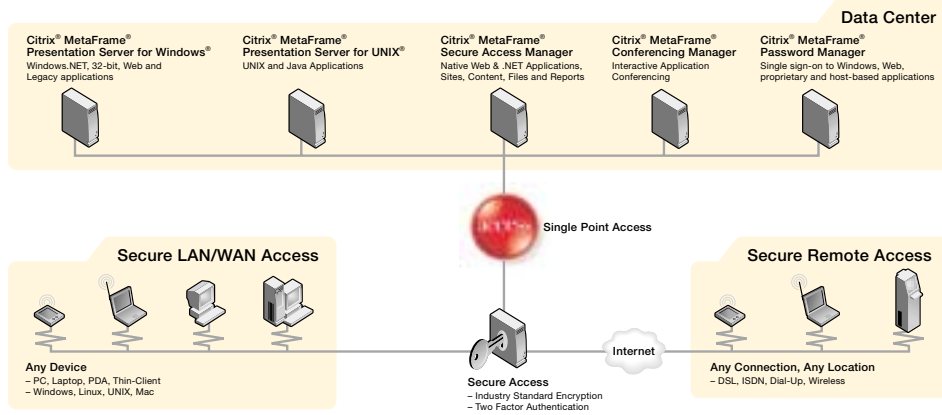 Data Center
Citrix® MetaFrame®
Presentation Server for Windows®
Windows.NET, 32-bit, Web and
Legacy applications
Citrix® MetaFrame®
Presentation Server for UNIX®
UNIX and Java Applications
Citrix® MetaFrame®
Secure Access Manager
Native Web & .NET Applications,
Sites, Content, Files and Reports
Citrix® MetaFrame®
Conferencing Manager
Interactive Application
Conferencing
Citrix® MetaFrame®
Password Manager
Single sign-on to Windows, Web,
proprietary and host-based applications
Single Point Access
Secure LAN/WAN Access
Any Device
– PC, Laptop, PDA, Thin-Client
– Windows, Linux, UNIX, Mac
Secure Access
– Industry Standard Encryption
– Two Factor Authentication
Internet
Secure Remote Access
Any Connection, Any Location
– DSL, ISDN, Dial-Up, Wireless